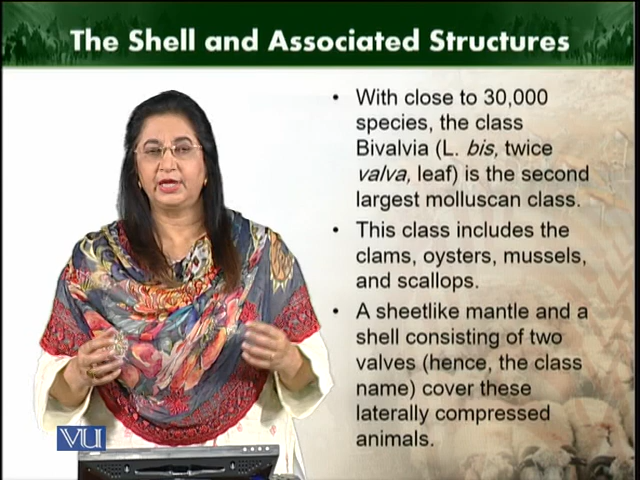 The Shell and Associated Structures
• With close to 30,000
species, the class
Bivalvia (L. bis, twice
valva, leaf) is the second
largest molluscan class.
• This class includes the
clams, oysters, mussels,
and scallops.
• A sheetlike mantle and a
shell consisting of two
valves (hence, the class
name) cover these
laterally compressed
animals.
VU